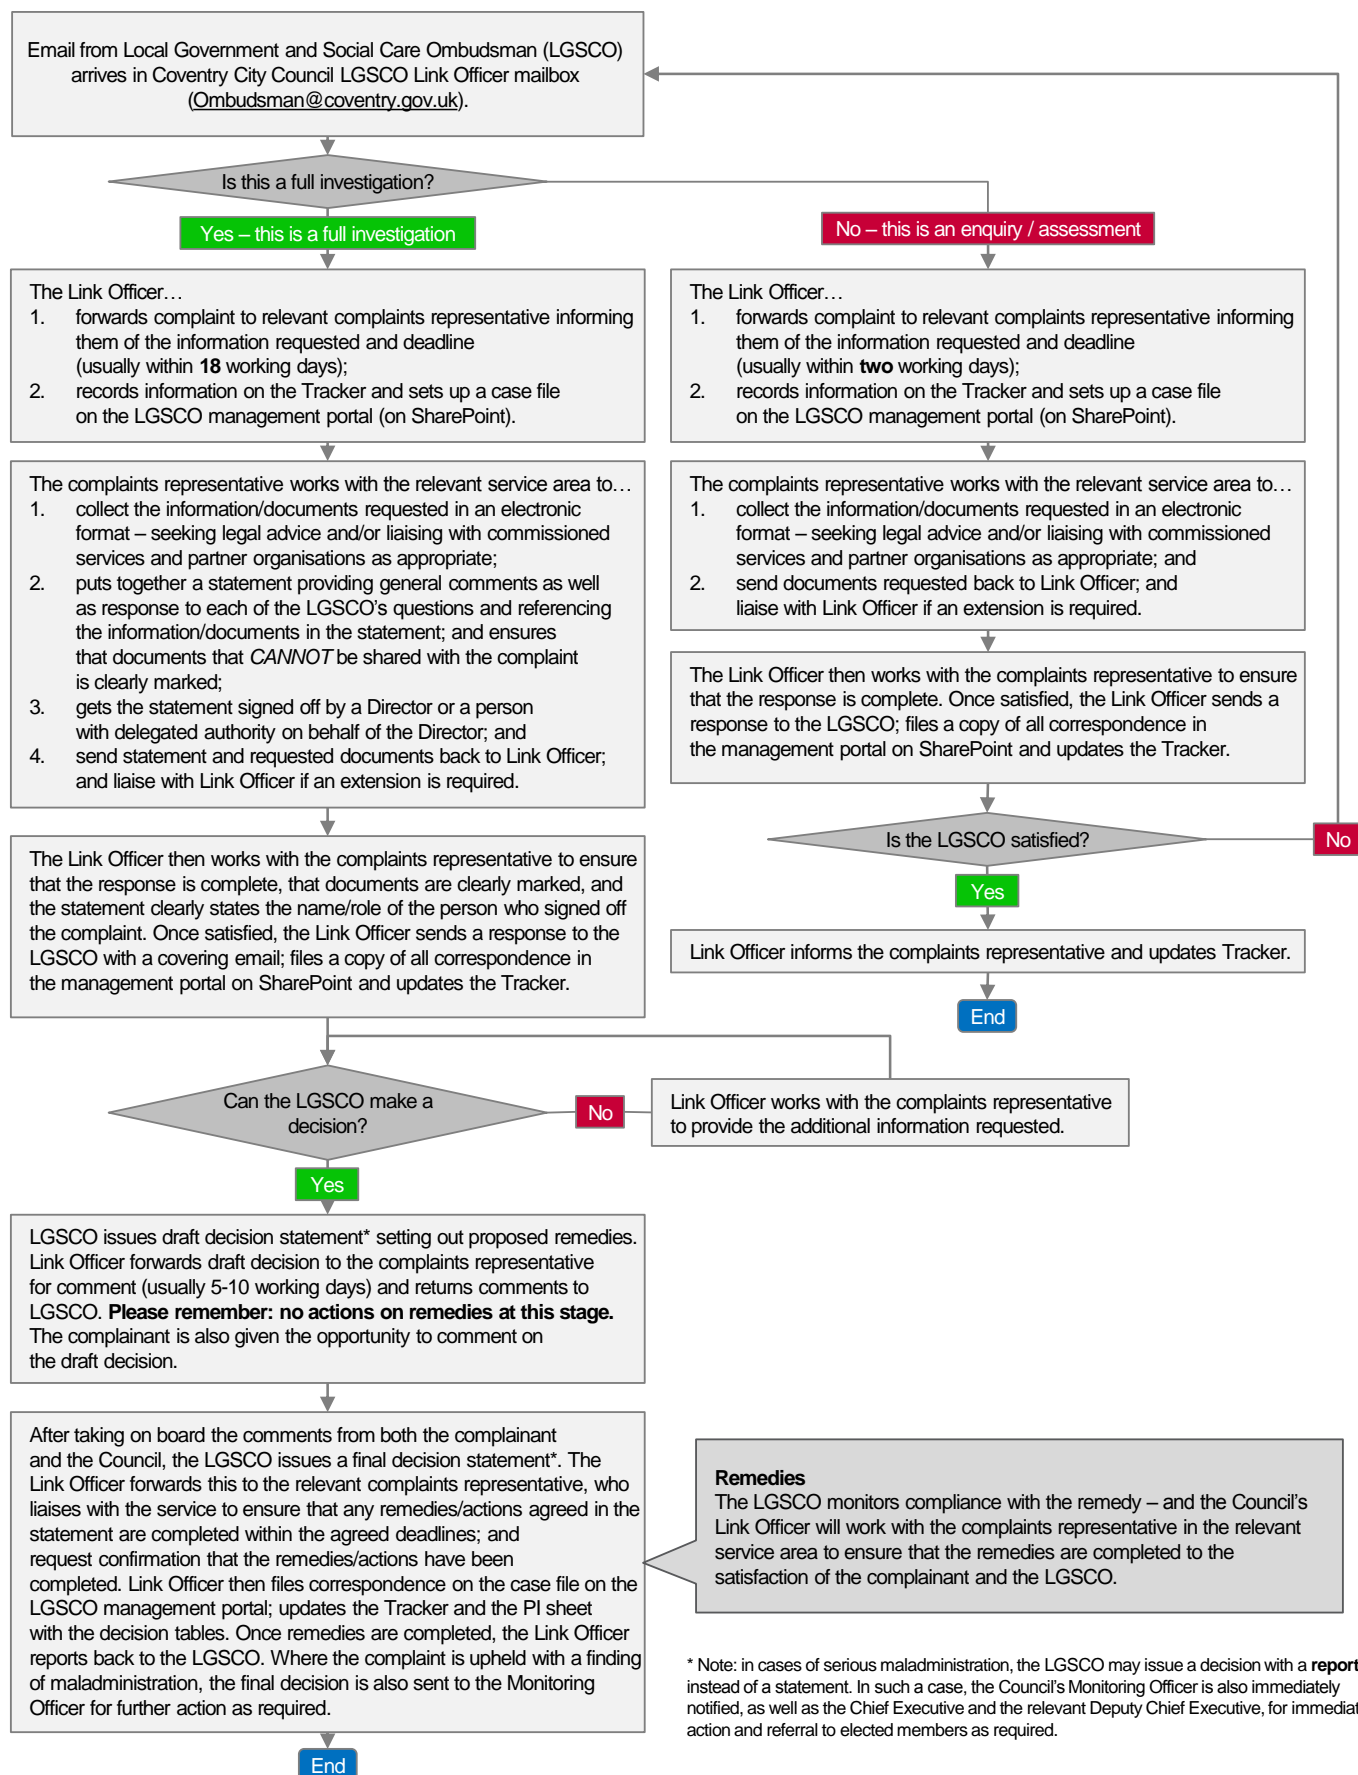 Email from Local Government and Social Care Ombudsman (LGSCO)
arrives in Coventry City Council LGSCO Link Officer mailbox
(Ombudsman@coventry.gov.uk).
Is this a full investigation?
Yes – this is a full investigation
No – this is an enquiry / assessment
The Link Officer…
1. forwards complaint to relevant complaints representative informing
them of the information requested and deadline
(usually within 18 working days);
2. records information on the Tracker and sets up a case file
on the LGSCO management portal (on SharePoint).
The Link Officer…
1. forwards complaint to relevant complaints representative informing
them of the information requested and deadline
(usually within two working days);
2. records information on the Tracker and sets up a case file
on the LGSCO management portal (on SharePoint).
The complaints representative works with the relevant service area to…
1. collect the information/documents requested in an electronic
format – seeking legal advice and/or liaising with commissioned
services and partner organisations as appropriate;
2. puts together a statement providing general comments as well
as response to each of the LGSCO's questions and referencing
the information/documents in the statement; and ensures
that documents that CANNOT be shared with the complaint
is clearly marked;
3. gets the statement signed off by a Director or a person
with delegated authority on behalf of the Director; and
4. send statement and requested documents back to Link Officer;
and liaise with Link Officer if an extension is required.
The complaints representative works with the relevant service area to…
1. collect the information/documents requested in an electronic
format – seeking legal advice and/or liaising with commissioned
services and partner organisations as appropriate; and
2. send documents requested back to Link Officer; and
liaise with Link Officer if an extension is required.
The Link Officer then works with the complaints representative to ensure
that the response is complete. Once satisfied, the Link Officer sends a
response to the LGSCO; files a copy of all correspondence in
the management portal on SharePoint and updates the Tracker.
Is the LGSCO satisfied?
No
Yes
Link Officer informs the complaints representative and updates Tracker.
End
The Link Officer then works with the complaints representative to ensure
that the response is complete, that documents are clearly marked, and
the statement clearly states the name/role of the person who signed off
the complaint. Once satisfied, the Link Officer sends a response to the
LGSCO with a covering email; files a copy of all correspondence in
the management portal on SharePoint and updates the Tracker.
Can the LGSCO make a
decision?
No
Link Officer works with the complaints representative
to provide the additional information requested.
Yes
LGSCO issues draft decision statement* setting out proposed remedies.
Link Officer forwards draft decision to the complaints representative
for comment (usually 5-10 working days) and returns comments to
LGSCO. Please remember: no actions on remedies at this stage.
The complainant is also given the opportunity to comment on
the draft decision.
After taking on board the comments from both the complainant
and the Council, the LGSCO issues a final decision statement*. The
Link Officer forwards this to the relevant complaints representative, who
liaises with the service to ensure that any remedies/actions agreed in the
statement are completed within the agreed deadlines; and
request confirmation that the remedies/actions have been
completed. Link Officer then files correspondence on the case file on the
LGSCO management portal; updates the Tracker and the PI sheet
with the decision tables. Once remedies are completed, the Link Officer
reports back to the LGSCO. Where the complaint is upheld with a finding
of maladministration, the final decision is also sent to the Monitoring
Officer for further action as required.
End
Remedies
The LGSCO monitors compliance with the remedy – and the Council's
Link Officer will work with the complaints representative in the relevant
service area to ensure that the remedies are completed to the
satisfaction of the complainant and the LGSCO.
* Note: in cases of serious maladministration, the LGSCO may issue a decision with a report
instead of a statement. In such a case, the Council's Monitoring Officer is also immediately
notified, as well as the Chief Executive and the relevant Deputy Chief Executive, for immediat
action and referral to elected members as required.